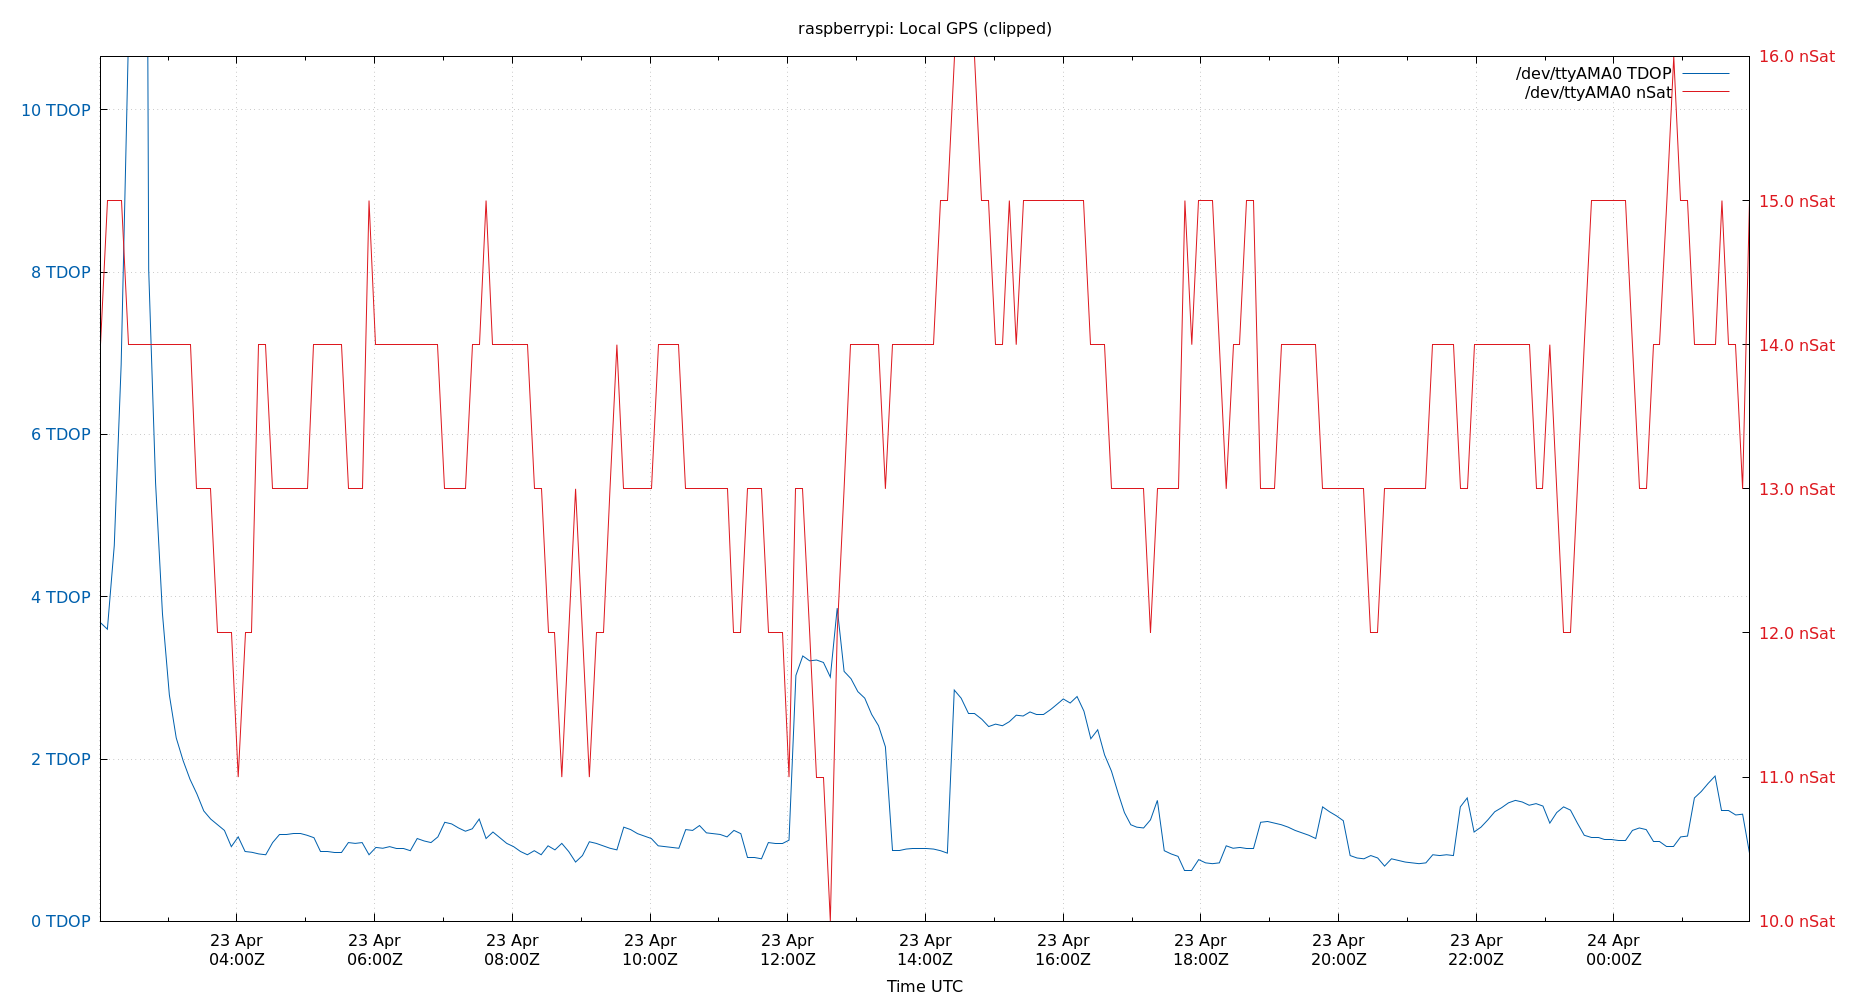 raspberrypi: Local GPS (clipped)
/dev/ttyAMA0 TDOP
/dev/ttyAMA0 nSat
10 TDOP
8 TDOP
6 TDOP
4 TDOP
2 TDOP
0 TDOP
16.0 nSat
15.0 nSat
14.0 nSat
13.0 nSat
12.0 nSat
11.0 nSat
10.0 nSat
23 Apr 23 Apr 23 Apr 23 Apr 23 Apr 23 Apr 23 Apr 23 Apr 23 Apr 23 Apr 24 Apr
04:00Z 06:00Z 08:00Z 10:00Z 12:00Z 14:00Z 16:00Z 18:00Z 20:00Z 22:00Z 00:00Z
Time UTC